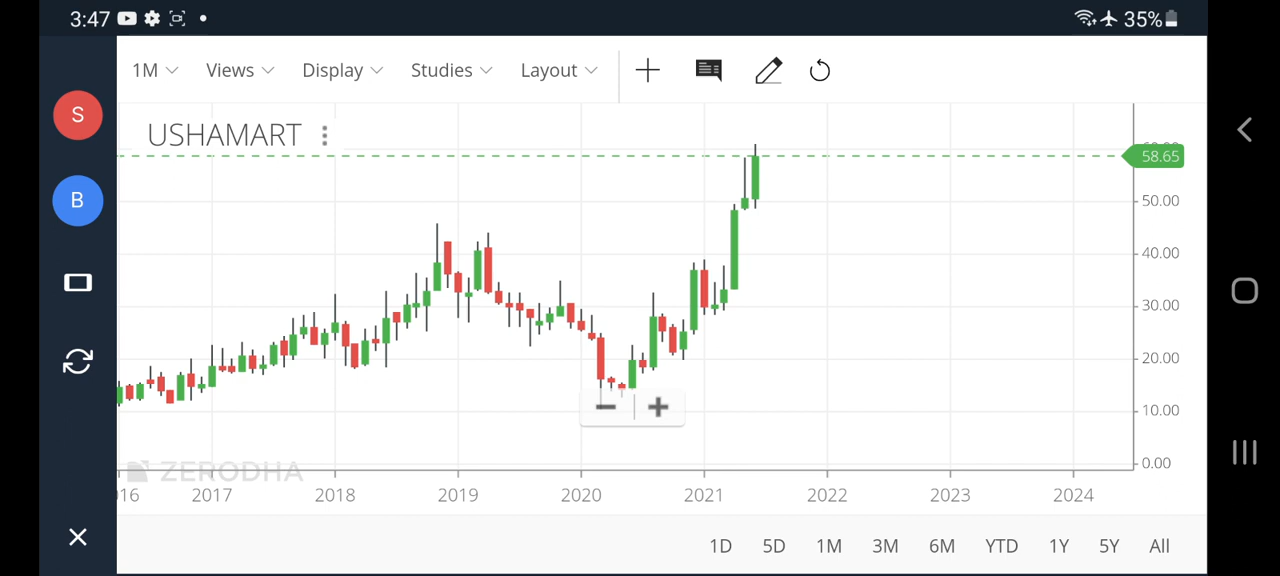 3:47
35%
1M Views Display Studies Layout
S
USHAMART
58.65
B
50.00
40.00
30.00
20.00
10.00
0.00
ZERODHA
16 2017 2018 2019 2020 2021 2022 2023 2024
1D 5D 1M 3M 6M YTD 1Y 5Y All